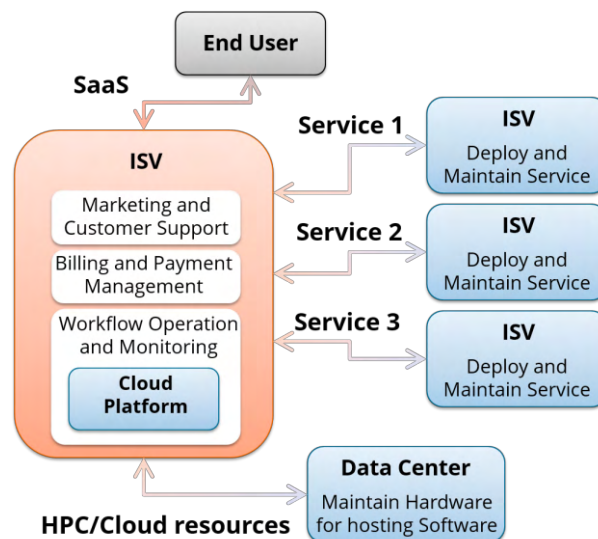 End User
SaaS
ISV
Marketing and
Customer Support
Billing and Payment
Management
Workflow Operation
and Monitoring
Cloud
Platform
Service 1
ISV
Deploy and
Maintain Service
Service 2
ISV
Deploy and
Maintain Service
Service 3
ISV
Deploy and
Maintain Service
Data Center
Maintain Hardware
for hosting Software
HPC/Cloud resources